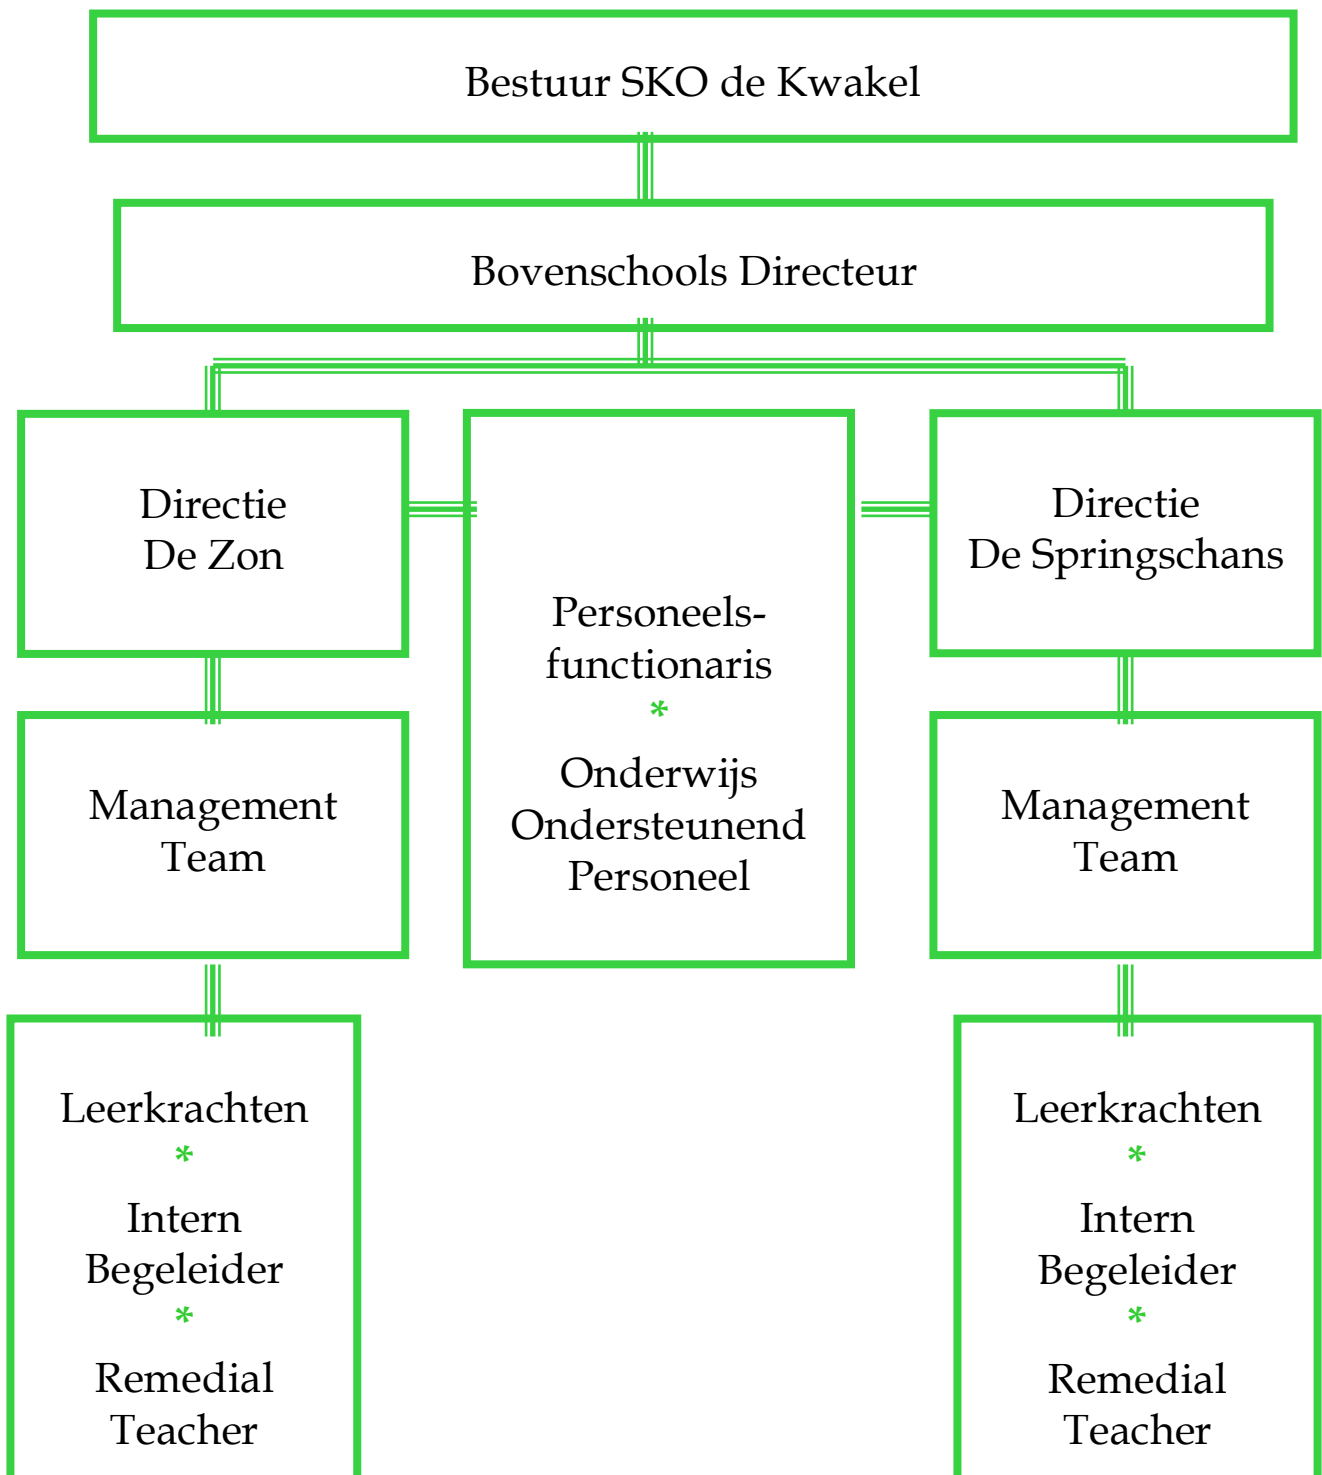 Bestuur SKO de Kwakel
Bovenschools Directeur
Directie
De Zon
Personeels-
functionaris
*
Onderwijs
Ondersteunend
Personeel
Directie
De Springschans
Management
Team
Management
Team
Leerkrachten
*
Intern
Begeleider
*
Remedial
Teacher
Leerkrachten
*
Intern
Begeleider
*
Remedial
Teacher